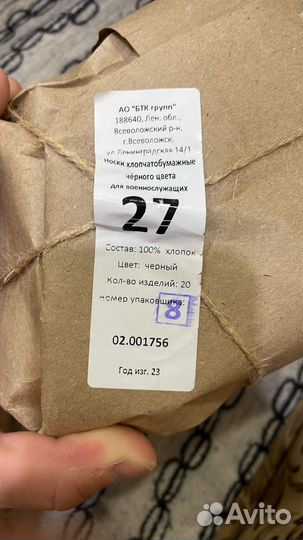 АО "БТК групп"
188640, Лен. обл.,
Всеволожский р-н,
г.Всеволожск,
ул.Ленинградская 14/1
Носки хлопчатобумажные
чёрного цвета
для военнослужащих
27
Состав: 100% хлопок
Цвет: черный
Кол-во изделий: 20
Номер упаковщика:
8
02.001756
Год изг. 23
Avito